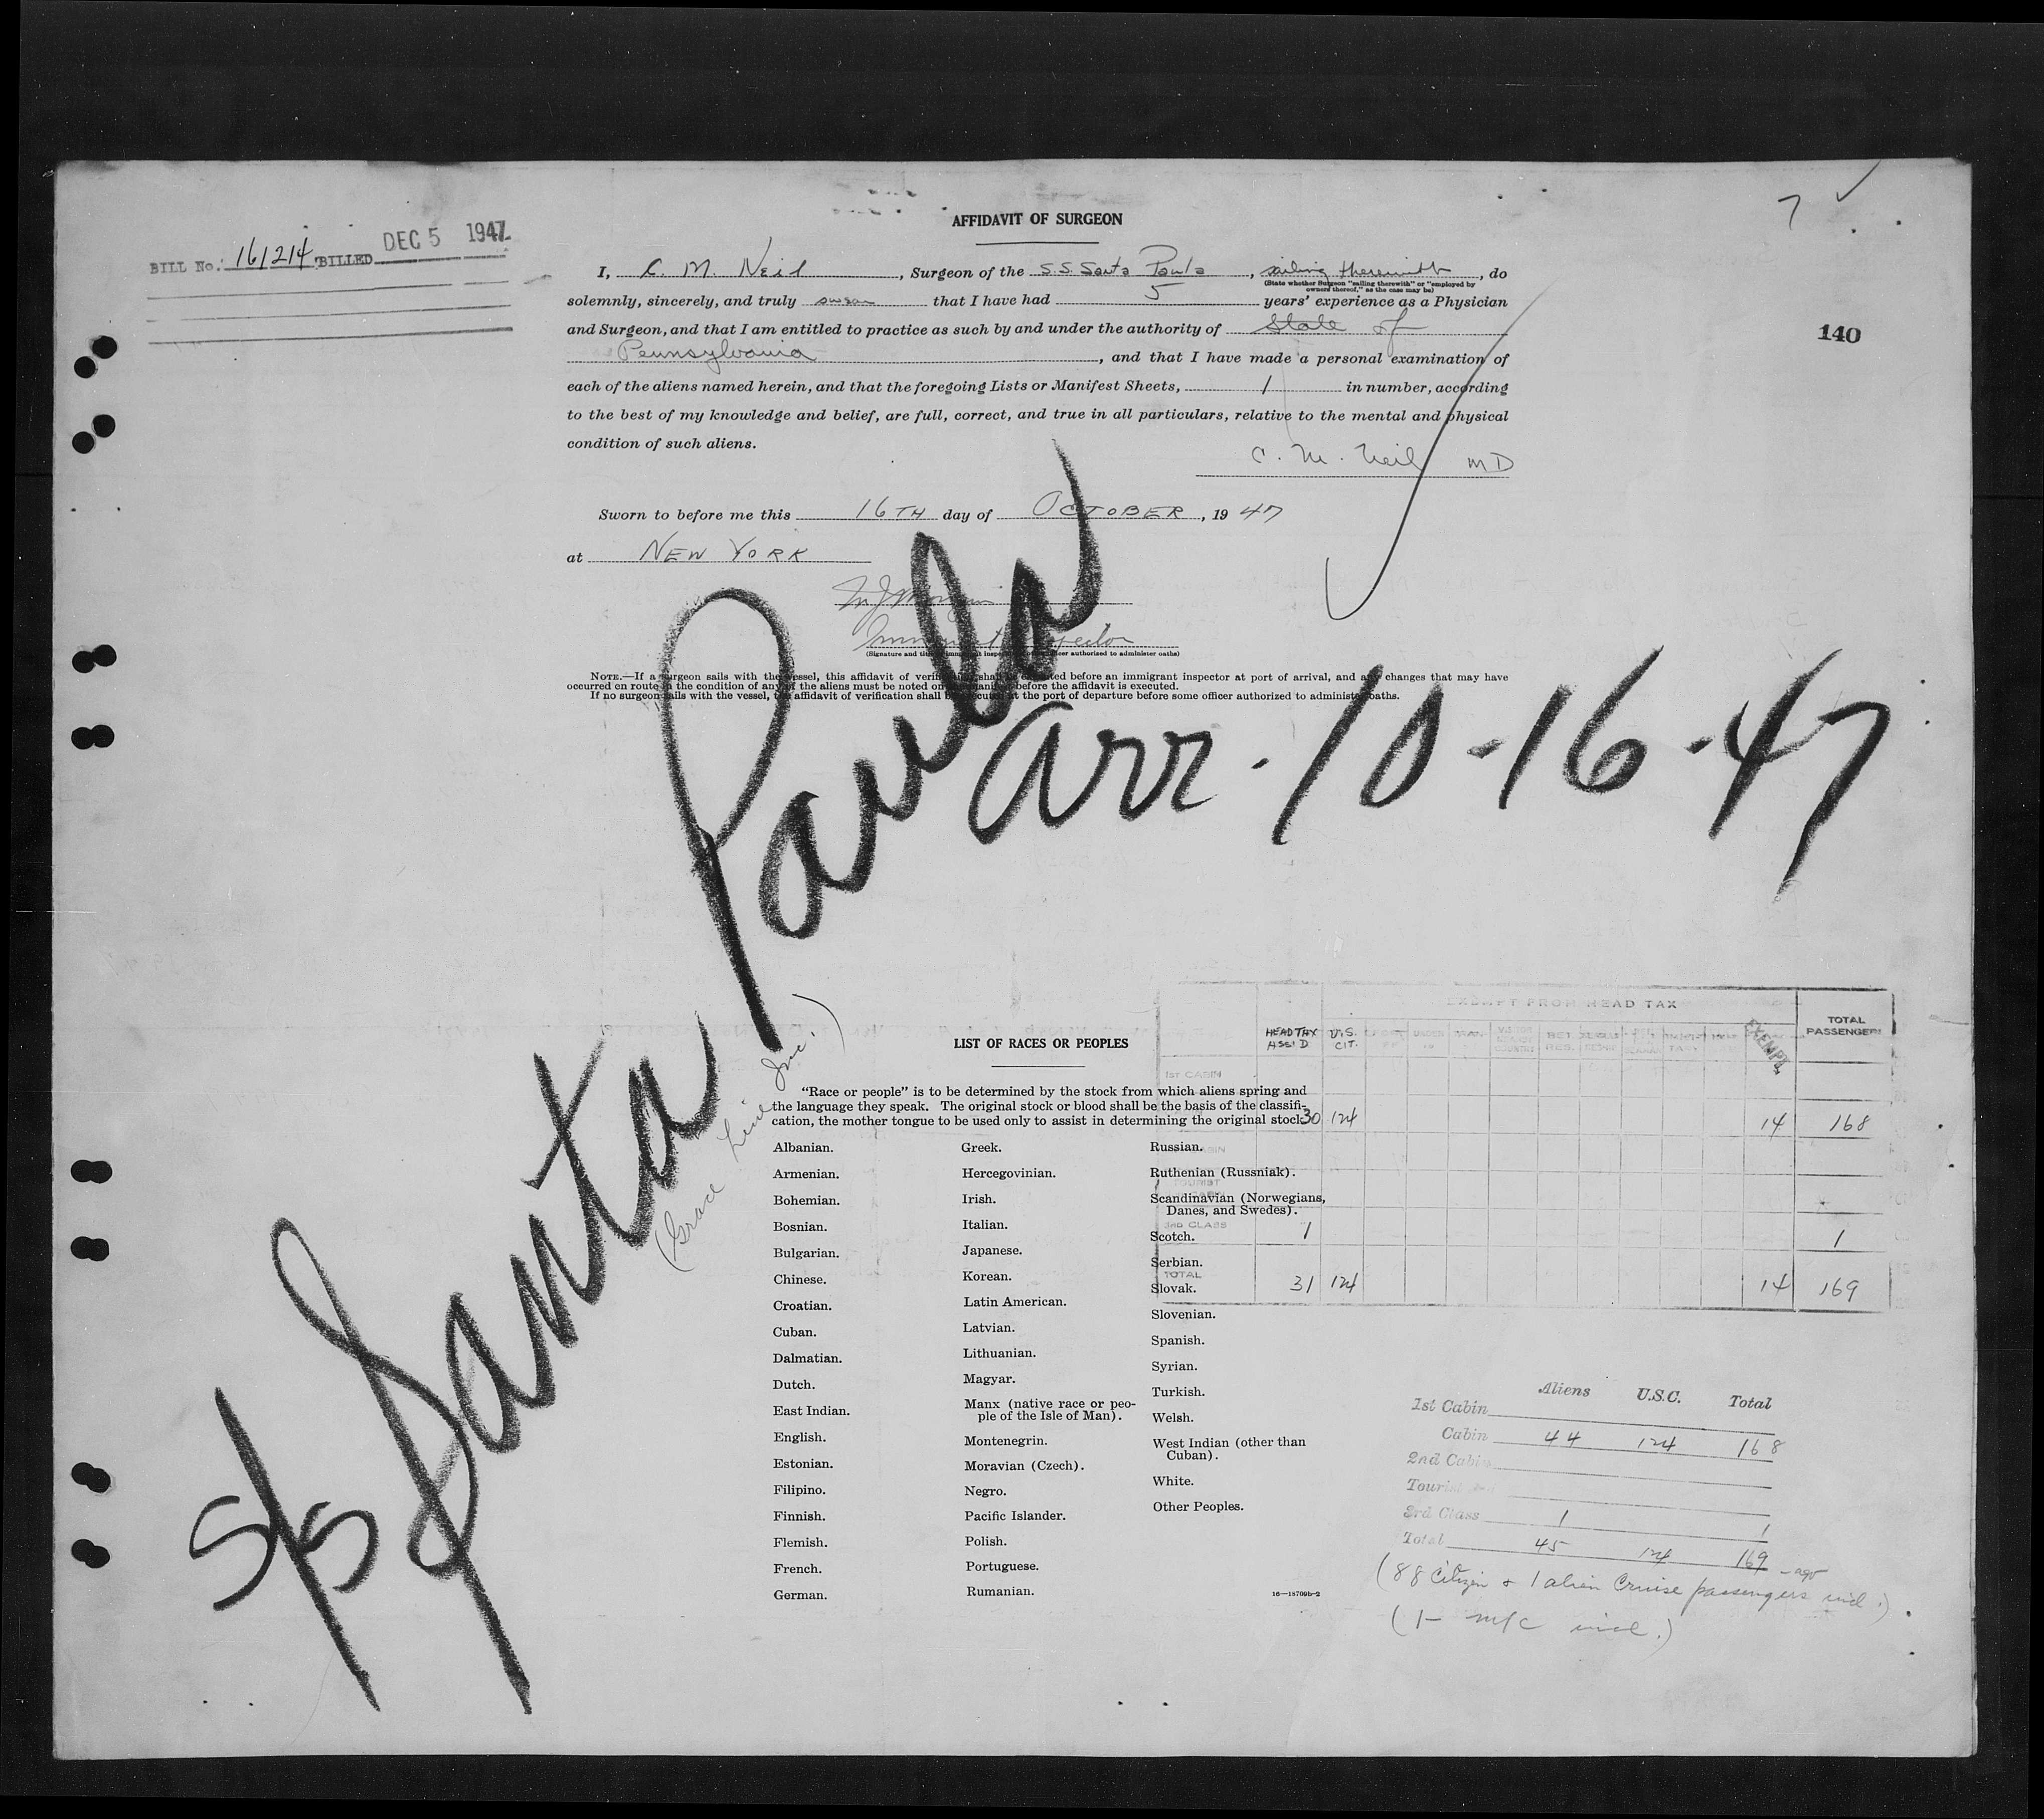 7
BILL No. 161214 BILLED DEC 5 1947
AFFIDAVIT OF SURGEON
I, C. M. Neil, Surgeon of the S.S. Santa Paula, sailing therewith, do
(State whether Surgeon "sailing therewith" or "employed by
owners thereof," as the case may be)
solemnly, sincerely, and truly swear that I have had 5 years' experience as a Physician
and Surgeon, and that I am entitled to practice as such by and under the authority of State of
Pennsylvania, and that I have made a personal examination of
140
each of the aliens named herein, and that the foregoing Lists or Manifest Sheets, 1 in number, according
to the best of my knowledge and belief, are full, correct, and true in all particulars, relative to the mental and physical
condition of such aliens.
C. M. Neil MD
Sworn to before me this 16TH day of OCTOBER, 1947
at NEW YORK
Immigrant Inspector
(Signature and title of immigrant inspector or officer authorized to administer oaths)
NOTE.—If a surgeon sails with the vessel, this affidavit of verification shall be executed before an immigrant inspector at port of arrival, and any changes that may have
occurred en route in the condition of any of the aliens must be noted on the manifest before the affidavit is executed.
If no surgeon sails with the vessel, the affidavit of verification shall be executed at the port of departure before some officer authorized to administer oaths.
S/S Santa Paula
arr - 10 - 16 - 47
(Grace Line Inc.)
LIST OF RACES OR PEOPLES
"Race or people" is to be determined by the stock from which aliens spring and
the language they speak. The original stock or blood shall be the basis of the classifi-
cation, the mother tongue to be used only to assist in determining the original stock.
Albanian.
Armenian.
Bohemian.
Bosnian.
Bulgarian.
Chinese.
Croatian.
Cuban.
Dalmatian.
Dutch.
East Indian.
English.
Estonian.
Filipino.
Finnish.
Flemish.
French.
German.
Greek.
Hercegovinian.
Irish.
Italian.
Japanese.
Korean.
Latin American.
Latvian.
Lithuanian.
Magyar.
Manx (native race or peo-
ple of the Isle of Man).
Montenegrin.
Moravian (Czech).
Negro.
Pacific Islander.
Polish.
Portuguese.
Rumanian.
Russian.
Ruthenian (Russniak).
Scandinavian (Norwegians,
Danes, and Swedes).
Scotch.
Serbian.
Slovak.
Slovenian.
Spanish.
Syrian.
Turkish.
Welsh.
West Indian (other than
Cuban).
White.
Other Peoples.
16—18709b-2
EXEMPT FROM HEAD TAX
HEAD TAX ASS'D U.S. CIT. EXEMPT TOTAL PASSENGERS
1ST CABIN
30 124 14 168
TOURIST
3RD CLASS 1 1
TOTAL 31 124 14 169
Aliens U.S.C. Total
1st Cabin
Cabin 44 124 168
2nd Cabin
Tourist
3rd Class 1 1
Total 45 124 169
(88 Citizen & 1 alien Cruise passengers incl.)
(1- m/c incl.)